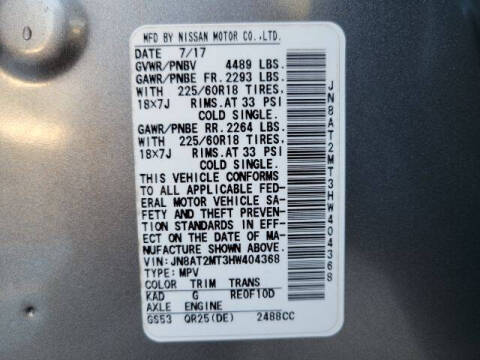 MFD BY NISSAN MOTOR CO.,LTD.
DATE 7/17
GVWR/PNBV 4489 LBS.
GAWR/PNBE FR. 2293 LBS.
WITH 225/60R18 TIRES.
18×7J RIMS. AT 33 PSI
COLD SINGLE.
GAWR/PNBE RR. 2264 LBS.
WITH 225/60R18 TIRES.
18×7J RIMS. AT 33 PSI
COLD SINGLE.
THIS VEHICLE CONFORMS
TO ALL APPLICABLE FED-
ERAL MOTOR VEHICLE SA-
FETY AND THEFT PREVEN-
TION STANDARDS IN EFF-
ECT ON THE DATE OF MA-
NUFACTURE SHOWN ABOVE.
VIN: JN8AT2MT3HW404368
TYPE: MPV
COLOR TRIM TRANS
KAD G RE0F10D
AXLE ENGINE
GS53 QR25(DE) 2488CC
JN8AT2MT3HW404368